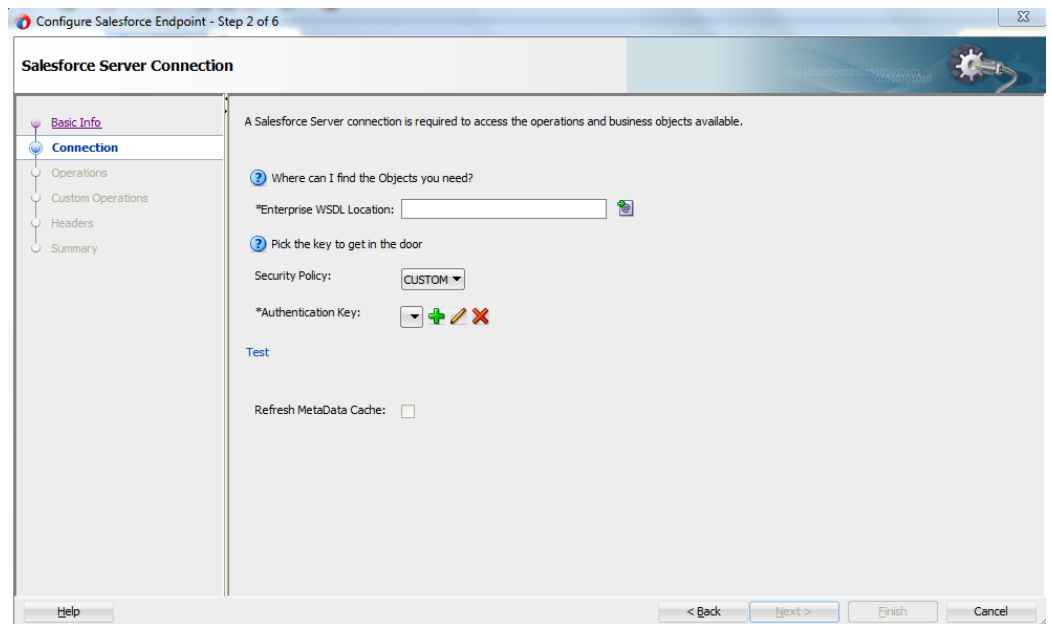 Configure Salesforce Endpoint - Step 2 of 6
Salesforce Server Connection
Basic Info
Connection
Operations
Custom Operations
Headers
Summary
A Salesforce Server connection is required to access the operations and business objects available.
Where can I find the Objects you need?
*Enterprise WSDL Location:
Pick the key to get in the door
Security Policy:
CUSTOM
*Authentication Key:
Test
Refresh MetaData Cache:
Help
< Back
Next >
Finish
Cancel